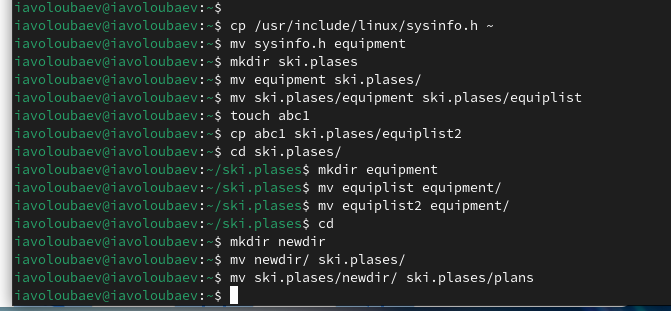 iavoloubaev@iavoloubaev:~$
iavoloubaev@iavoloubaev:~$ cp /usr/include/linux/sysinfo.h ~
iavoloubaev@iavoloubaev:~$ mv sysinfo.h equipment
iavoloubaev@iavoloubaev:~$ mkdir ski.plases
iavoloubaev@iavoloubaev:~$ mv equipment ski.plases/
iavoloubaev@iavoloubaev:~$ mv ski.plases/equipment ski.plases/equiplist
iavoloubaev@iavoloubaev:~$ touch abc1
iavoloubaev@iavoloubaev:~$ cp abc1 ski.plases/equiplist2
iavoloubaev@iavoloubaev:~$ cd ski.plases/
iavoloubaev@iavoloubaev:~/ski.plases$ mkdir equipment
iavoloubaev@iavoloubaev:~/ski.plases$ mv equiplist equipment/
iavoloubaev@iavoloubaev:~/ski.plases$ mv equiplist2 equipment/
iavoloubaev@iavoloubaev:~/ski.plases$ cd
iavoloubaev@iavoloubaev:~$ mkdir newdir
iavoloubaev@iavoloubaev:~$ mv newdir/ ski.plases/
iavoloubaev@iavoloubaev:~$ mv ski.plases/newdir/ ski.plases/plans
iavoloubaev@iavoloubaev:~$